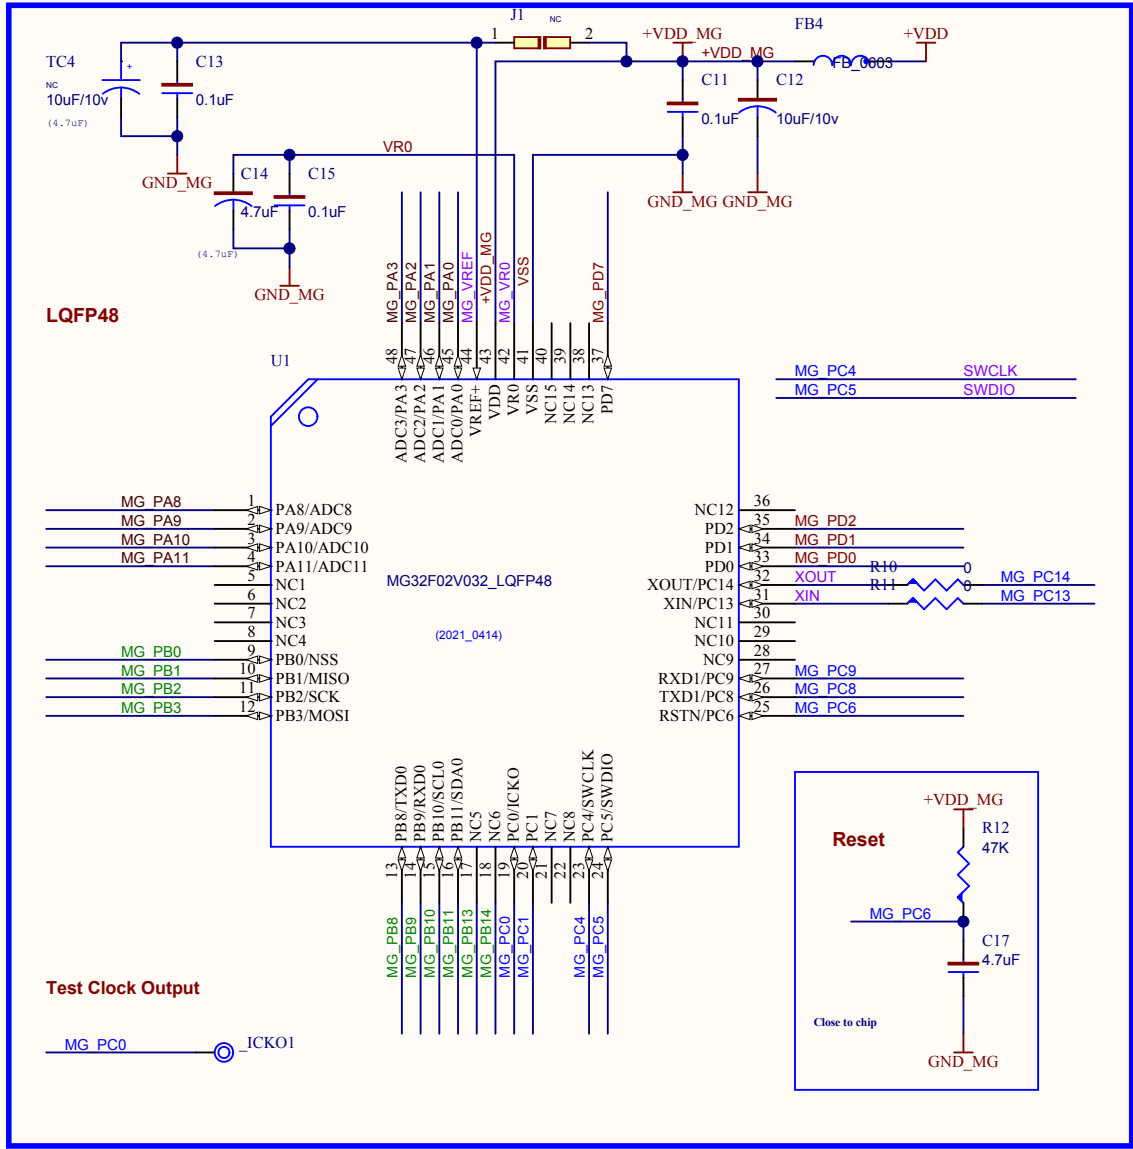 J1
NC
1
2
+VDD_MG
+VDD_MG
FB4
+VDD
FB_0603
TC4
NC
10uF/10v
(4.7uF)
+
C13
0.1uF
GND_MG
C11
0.1uF
C12
10uF/10v
GND_MG
GND_MG
VR0
C14
4.7uF
(4.7uF)
C15
0.1uF
GND_MG
LQFP48
MG_PA3
MG_PA2
MG_PA1
MG_PA0
MG_VREF
+VDD_MG
MG_VR0
VSS
MG_PD7
48
47
46
45
44
43
42
41
40
39
38
37
U1
ADC3/PA3
ADC2/PA2
ADC1/PA1
ADC0/PA0
VREF+
VDD
VR0
VSS
NC15
NC14
NC13
PD7
MG_PC4 SWCLK
MG_PC5 SWDIO
MG_PA8 1 PA8/ADC8
MG_PA9 2 PA9/ADC9
MG_PA10 3 PA10/ADC10
MG_PA11 4 PA11/ADC11
5 NC1
6 NC2
7 NC3
8 NC4
MG_PB0 9 PB0/NSS
MG_PB1 10 PB1/MISO
MG_PB2 11 PB2/SCK
MG_PB3 12 PB3/MOSI
MG32F02V032_LQFP48
(2021_0414)
NC12 36
PD2 35 MG_PD2
PD1 34 MG_PD1
PD0 33 MG_PD0
R10 0
XOUT/PC14 32 XOUT MG_PC14
R11 0
XIN/PC13 31 XIN MG_PC13
NC11 30
NC10 29
NC9 28
RXD1/PC9 27 MG_PC9
TXD1/PC8 26 MG_PC8
RSTN/PC6 25 MG_PC6
PB8/TXD0
PB9/RXD0
PB10/SCL0
PB11/SDA0
NC5
NC6
PC0/ICKO
PC1
NC7
NC8
PC4/SWCLK
PC5/SWDIO
13
14
15
16
17
18
19
20
21
22
23
24
MG_PB8
MG_PB9
MG_PB10
MG_PB11
MG_PB13
MG_PB14
MG_PC0
MG_PC1
MG_PC4
MG_PC5
+VDD_MG
Reset
R12
47K
MG_PC6
C17
4.7uF
Close to chip
GND_MG
Test Clock Output
MG_PC0
_ICKO1